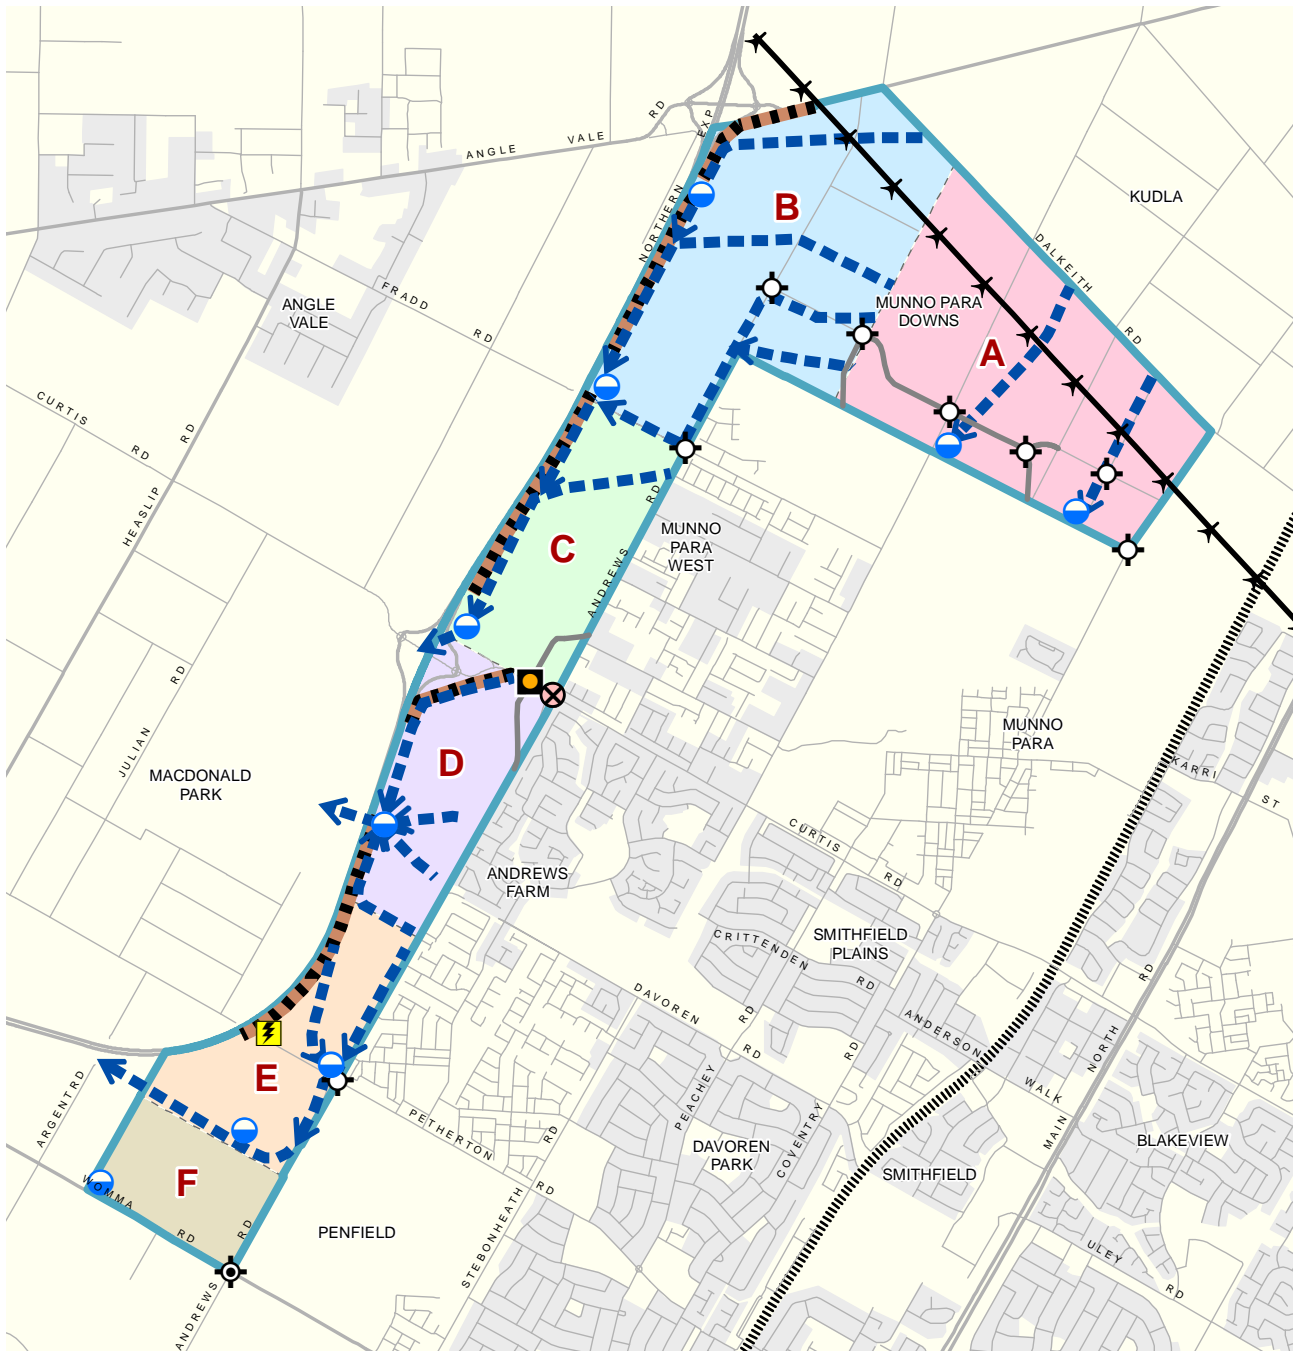 RD
EXP
ANGLE
VALE
B
KUDLA
NORTHERN
DALKEITH
FRADD
RD
ANGLE
VALE
MUNNO PARA
DOWNS
A
RD
CURTIS
RD
HEASLIP
RD
RD
MUNNO
PARA
WEST
C
ANDREWS
RD
JULIAN
MUNNO
PARA
D
MACDONALD
PARK
KARRI
ST
CURTIS
RD
ANDREWS
FARM
SMITHFIELD
PLAINS
CRITTENDEN
RD
DAVOREN
RD
RD
RD
ANDERSON
WALK
NORTH
RD
MAIN
E
ARGENT RD
PEACHEY
COVENTRY
PETHERTON
RD
RD
DAVOREN
PARK
SMITHFIELD
BLAKEVIEW
F
WOMMA
RD
RD
PENFIELD
STEBONHEATH
ULEY
RD
ANDREWS